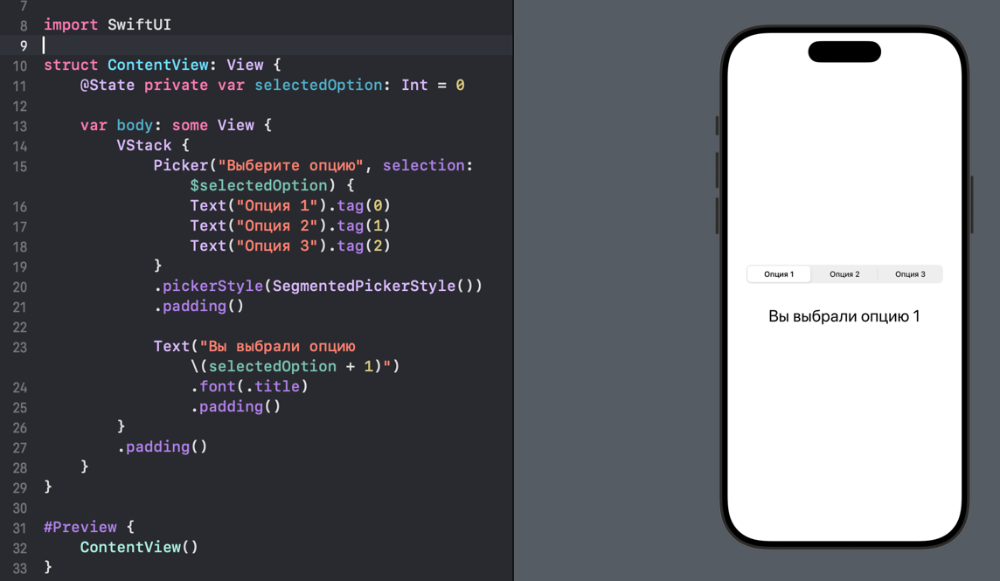 7
8 import SwiftUI
9
10 struct ContentView: View {
11 @State private var selectedOption: Int = 0
12
13 var body: some View {
14 VStack {
15 Picker("Выберите опцию", selection:
$selectedOption) {
16 Text("Опция 1").tag(0)
17 Text("Опция 2").tag(1)
18 Text("Опция 3").tag(2)
19 }
20 .pickerStyle(SegmentedPickerStyle())
21 .padding()
22
23 Text("Вы выбрали опцию
\(selectedOption + 1)")
24 .font(.title)
25 .padding()
26 }
27 .padding()
28 }
29 }
30
31 #Preview {
32 ContentView()
33 }
Опция 1 Опция 2 Опция 3
Вы выбрали опцию 1